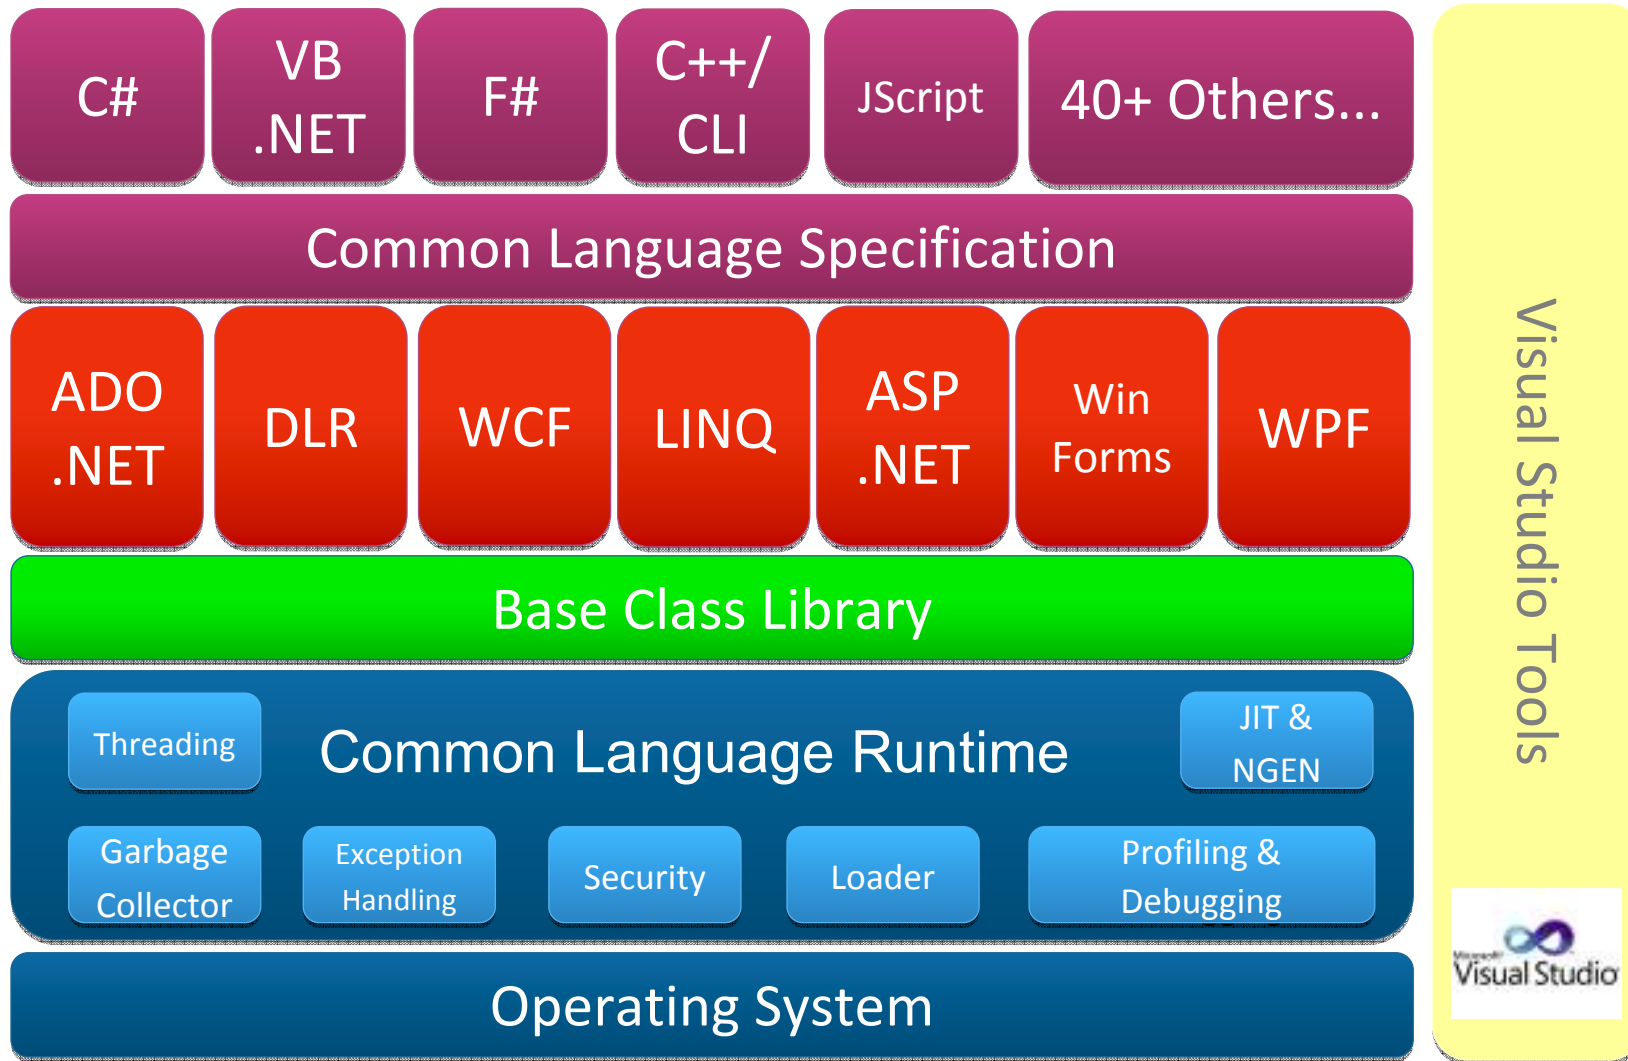 C#
VB
.NET
F#
C++/
CLI
JScript
40+ Others...
Common Language Specification
ADO
.NET
DLR
WCF
LINQ
ASP
.NET
Win
Forms
WPF
Base Class Library
Threading
Common Language Runtime
JIT &
NGEN
Garbage
Collector
Exception
Handling
Security
Loader
Profiling &
Debugging
Operating System
Visual Studio Tools
Microsoft
Visual Studio